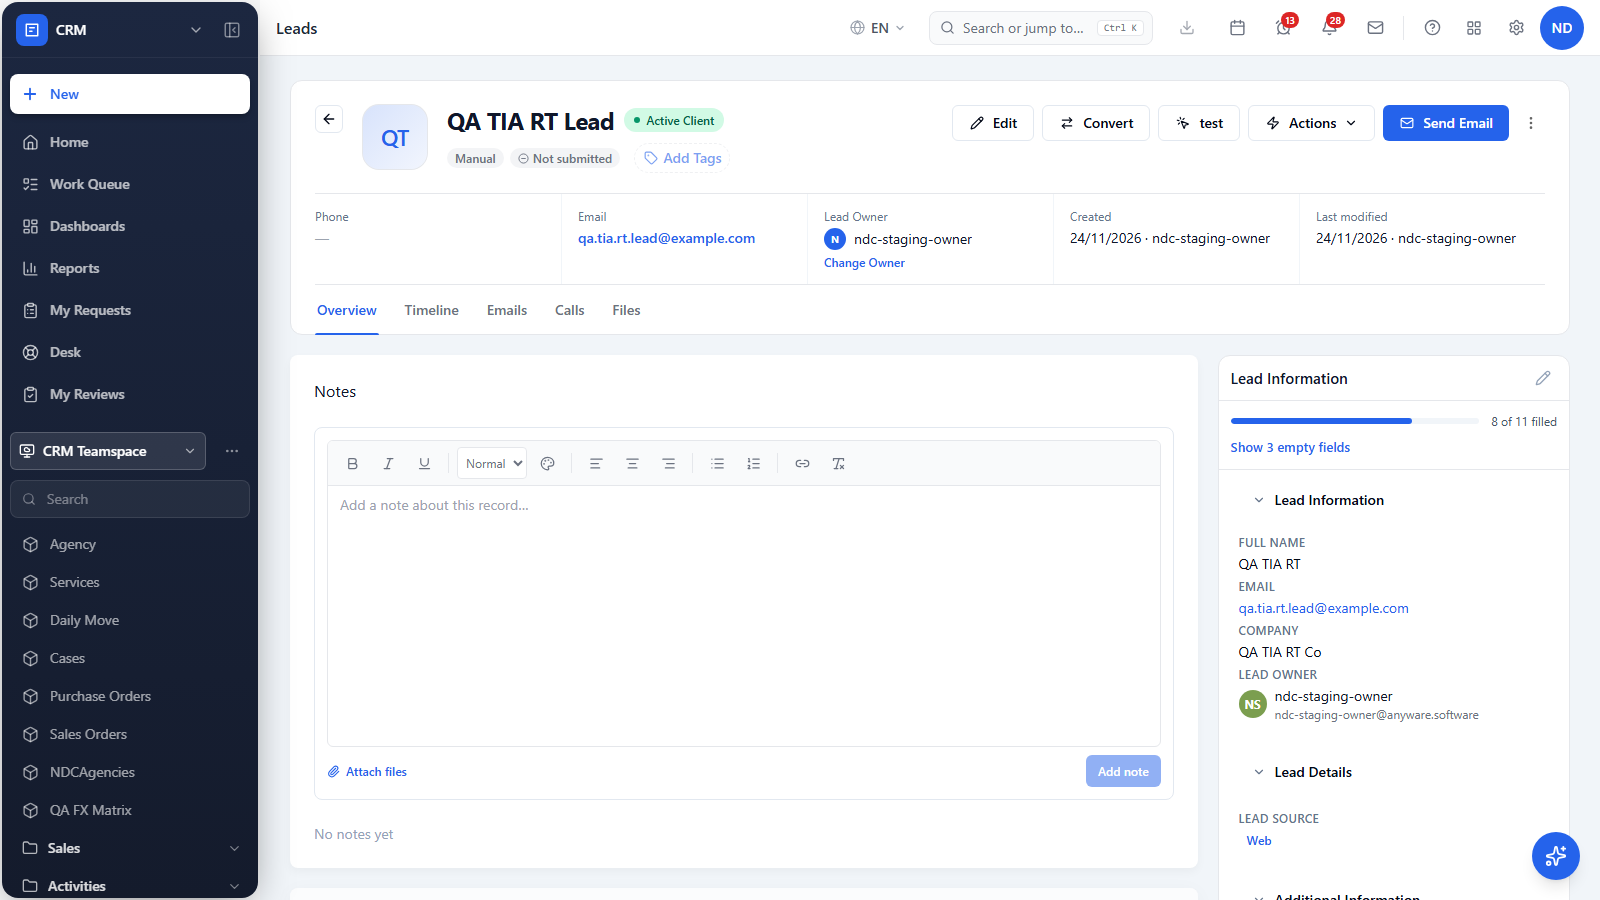 CRM
New
Home
Work Queue
Dashboards
Reports
My Requests
Desk
My Reviews
CRM Teamspace
Search
Agency
Services
Daily Move
Cases
Purchase Orders
Sales Orders
NDCAgencies
QA FX Matrix
Sales
Activities
Leads
EN
Search or jump to...
Ctrl K
13
28
ND
QT
QA TIA RT Lead
Active Client
Manual
Not submitted
Add Tags
Edit
Convert
test
Actions
Send Email
Phone
—
Email
qa.tia.rt.lead@example.com
Lead Owner
N
ndc-staging-owner
Change Owner
Created
24/11/2026 · ndc-staging-owner
Last modified
24/11/2026 · ndc-staging-owner
Overview
Timeline
Emails
Calls
Files
Notes
B I U
Normal
Add a note about this record...
Attach files
Add note
No notes yet
Lead Information
8 of 11 filled
Show 3 empty fields
Lead Information
FULL NAME
QA TIA RT
EMAIL
qa.tia.rt.lead@example.com
COMPANY
QA TIA RT Co
LEAD OWNER
NS
ndc-staging-owner
ndc-staging-owner@anyware.software
Lead Details
LEAD SOURCE
Web
Additional Information